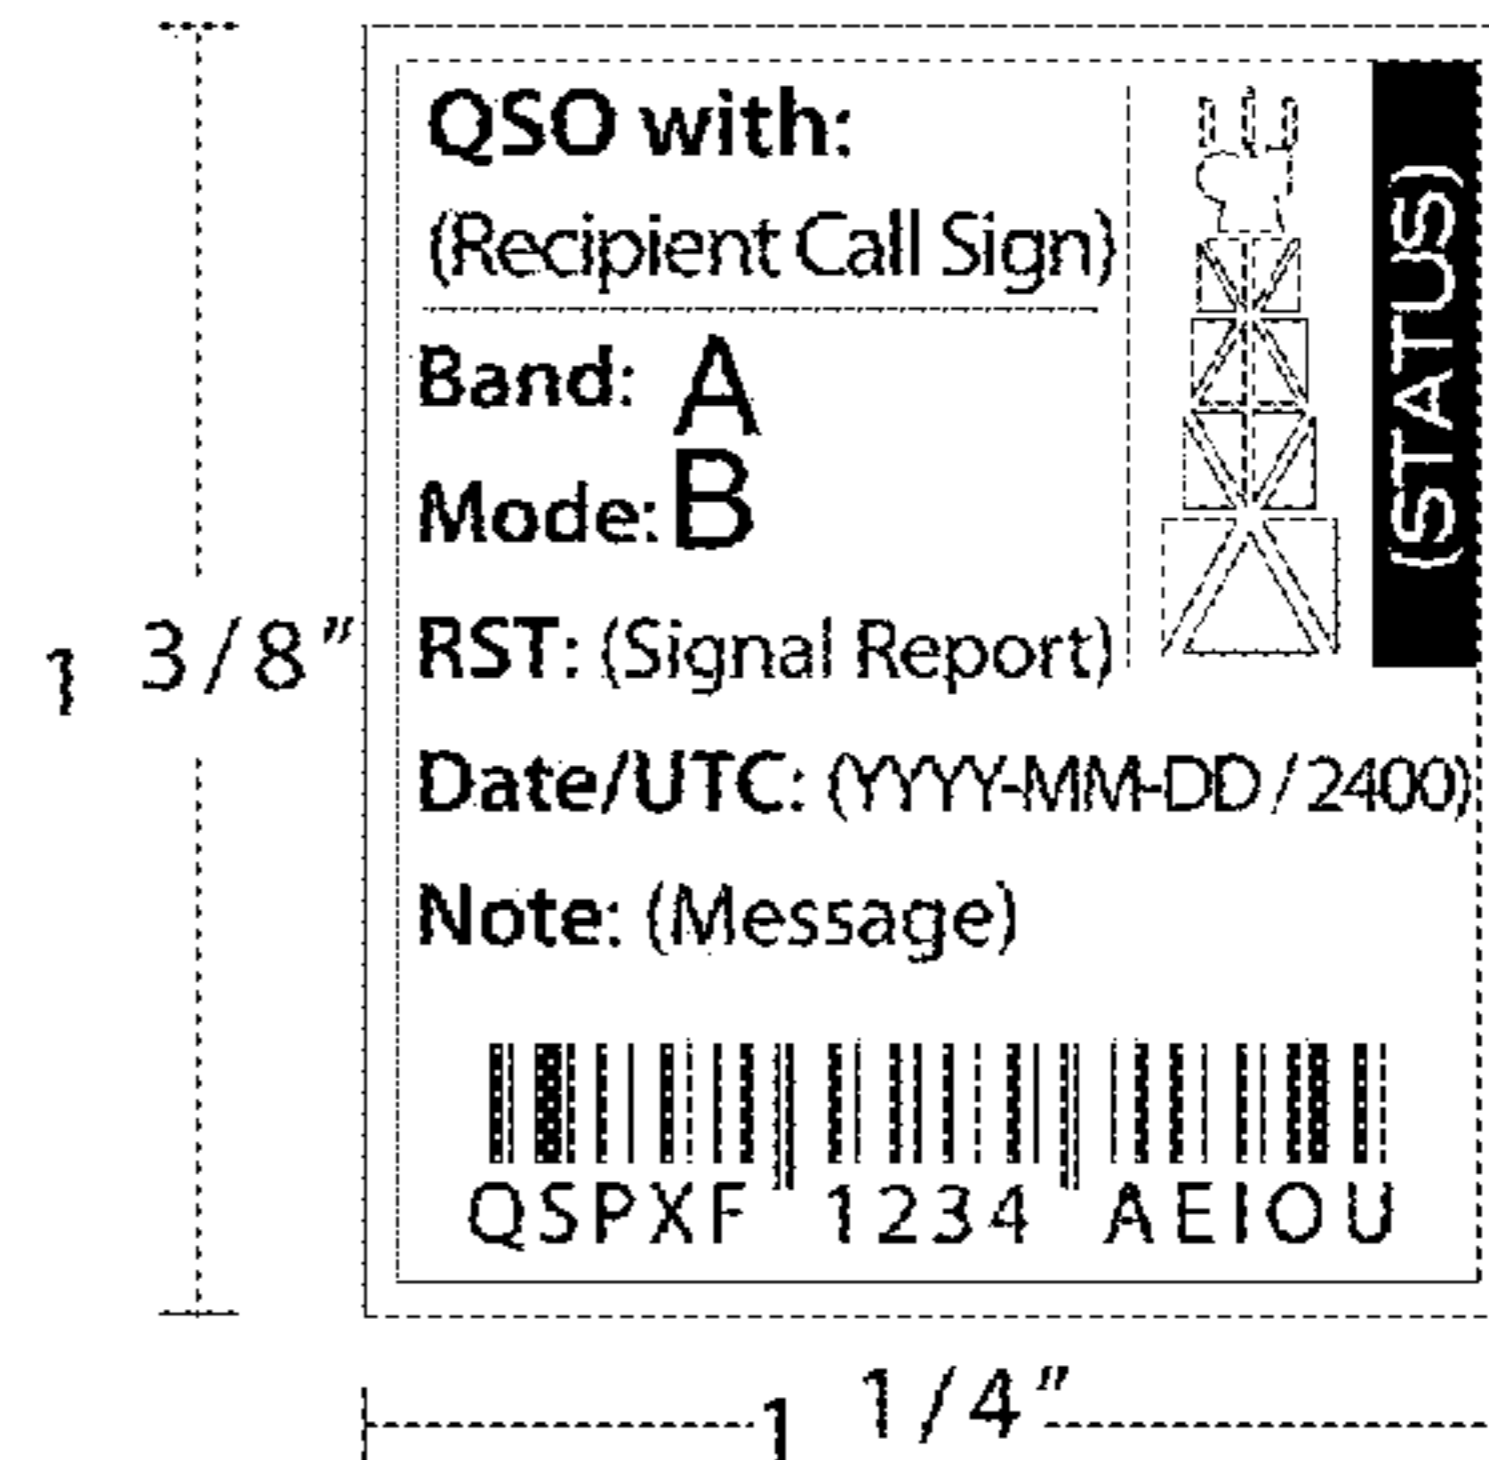 QSO with:
(Recipient Call Sign)
(STATUS)
Band: A
Mode: B
RST: (Signal Report)
Date/UTC: (YYYY-MM-DD / 2400)
Note: (Message)
QSPXF 1234 AEIOU
1 3/8"
1 1/4"